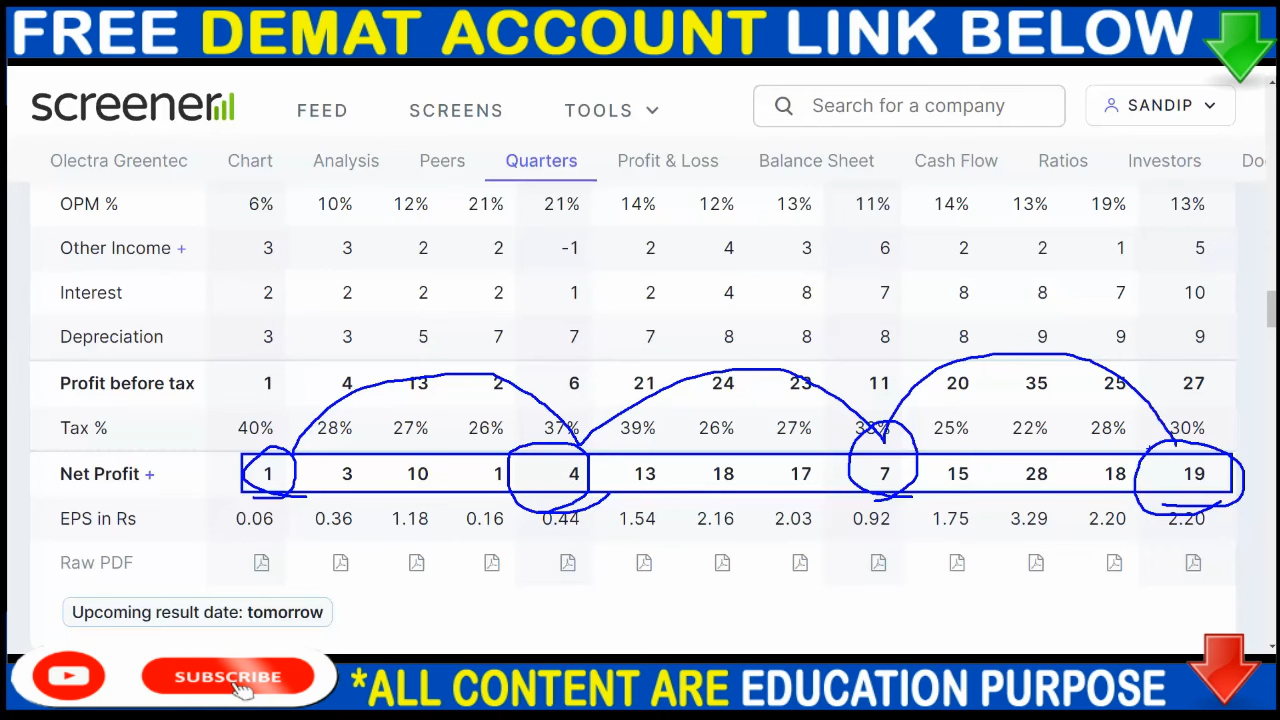 FREE DEMAT ACCOUNT LINK BELOW
screener FEED SCREENS TOOLS Search for a company SANDIP
Olectra Greentec Chart Analysis Peers Quarters Profit & Loss Balance Sheet Cash Flow Ratios Investors Do
OPM % 6% 10% 12% 21% 21% 14% 12% 13% 11% 14% 13% 19% 13%
Other Income + 3 3 2 2 -1 2 4 3 6 2 2 1 5
Interest 2 2 2 2 1 2 4 8 7 8 8 7 10
Depreciation 3 3 5 7 7 7 8 8 8 8 9 9 9
Profit before tax 1 4 13 2 6 21 24 23 11 20 35 25 27
Tax % 40% 28% 27% 26% 37% 39% 26% 27% 25% 22% 28% 30%
Net Profit + 1 3 10 1 4 13 18 17 7 15 28 18 19
EPS in Rs 0.06 0.36 1.18 0.16 0.44 1.54 2.16 2.03 0.92 1.75 3.29 2.20 2.20
Raw PDF
Upcoming result date: tomorrow
SUBSCRIBE *ALL CONTENT ARE EDUCATION PURPOSE